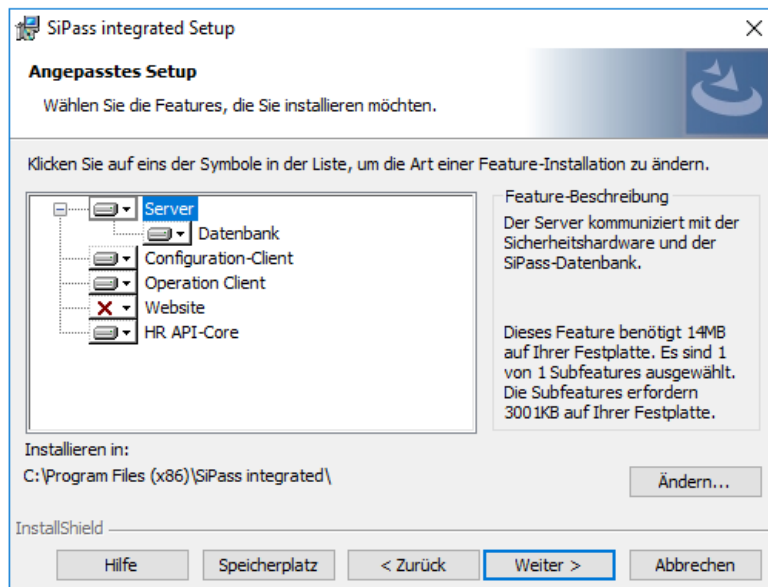 SiPass integrated Setup
Angepasstes Setup
Wählen Sie die Features, die Sie installieren möchten.
Klicken Sie auf eins der Symbole in der Liste, um die Art einer Feature-Installation zu ändern.
Server
Datenbank
Configuration-Client
Operation Client
Website
HR API-Core
Feature-Beschreibung
Der Server kommuniziert mit der
Sicherheitshardware und der
SiPass-Datenbank.
Dieses Feature benötigt 14MB
auf Ihrer Festplatte. Es sind 1
von 1 Subfeatures ausgewählt.
Die Subfeatures erfordern
3001KB auf Ihrer Festplatte.
Installieren in:
C:\Program Files (x86)\SiPass integrated\
Ändern...
InstallShield
Hilfe
Speicherplatz
< Zurück
Weiter >
Abbrechen